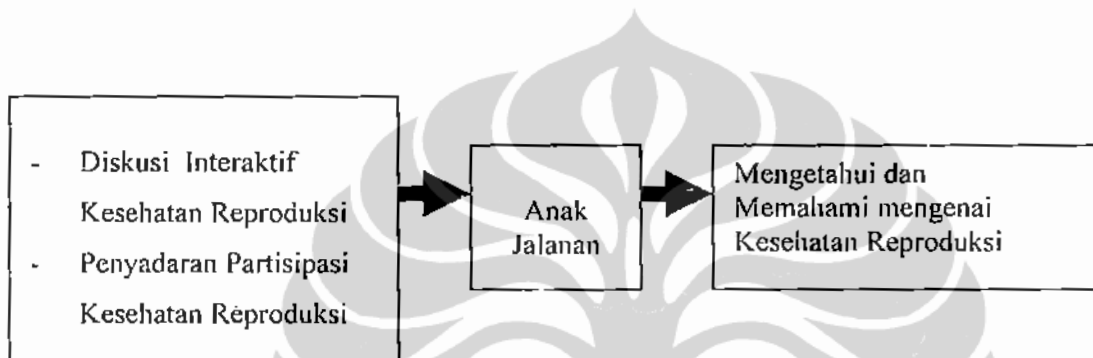 - Diskusi Interaktif
Kesehatan Reproduksi
- Penyadaran Partisipasi
Kesehatan Reproduksi
Anak
Jalanan
Mengetahui dan
Memahami mengenai
Kesehatan Reproduksi